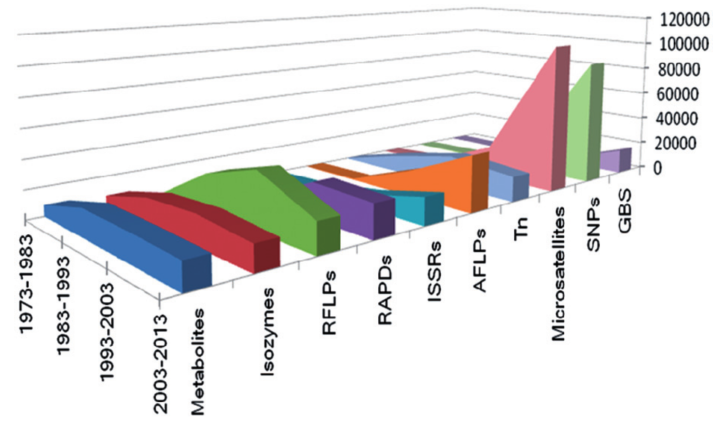 120000
100000
80000
60000
40000
20000
0
1973-1983
1983-1993
1993-2003
2003-2013
Metabolites
Isozymes
RFLPs
RAPDs
ISSRs
AFLPs
Tn
Microsatellites
SNPs
GBS